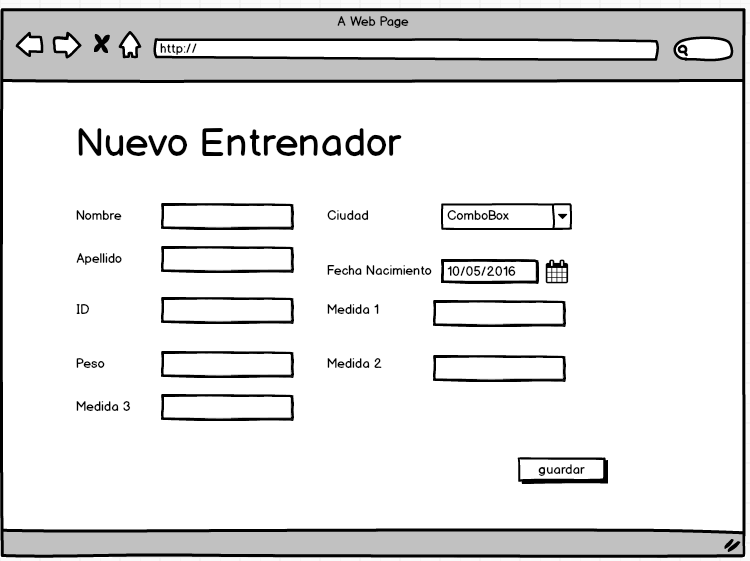 A Web Page
http://
Nuevo Entrenador
Nombre
Ciudad
ComboBox
Apellido
Fecha Nacimiento
10/05/2016
ID
Medida 1
Peso
Medida 2
Medida 3
guardar